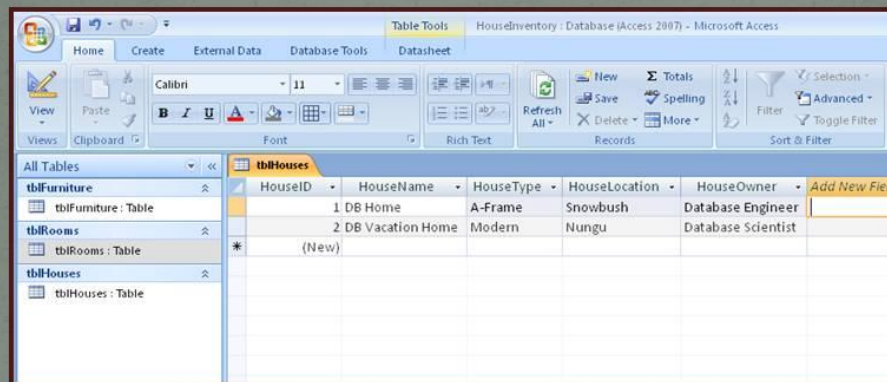 Table Tools HouseInventory : Database (Access 2007) - Microsoft Access
Home Create External Data Database Tools Datasheet
View
Paste
Calibri 11
B I U A
Refresh All
New
Save
Delete
Totals
Spelling
More
Filter
Selection
Advanced
Toggle Filter
Views Clipboard Font Rich Text Records Sort & Filter
All Tables
tblFurniture
tblFurniture : Table
tblRooms
tblRooms : Table
tblHouses
tblHouses : Table
tblHouses
HouseID HouseName HouseType HouseLocation HouseOwner Add New Fie
1 DB Home A-Frame Snowbush Database Engineer
2 DB Vacation Home Modern Nungu Database Scientist
* (New)